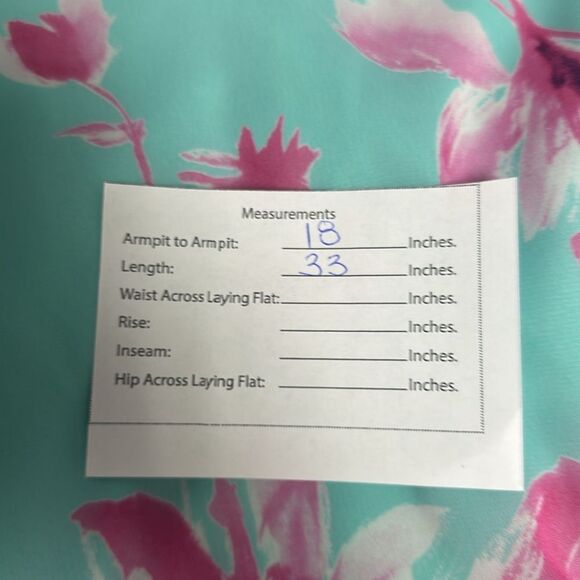 Measurements
Armpit to Armpit: 18 Inches.
Length: 33 Inches.
Waist Across Laying Flat: Inches.
Rise: Inches.
Inseam: Inches.
Hip Across Laying Flat: Inches.